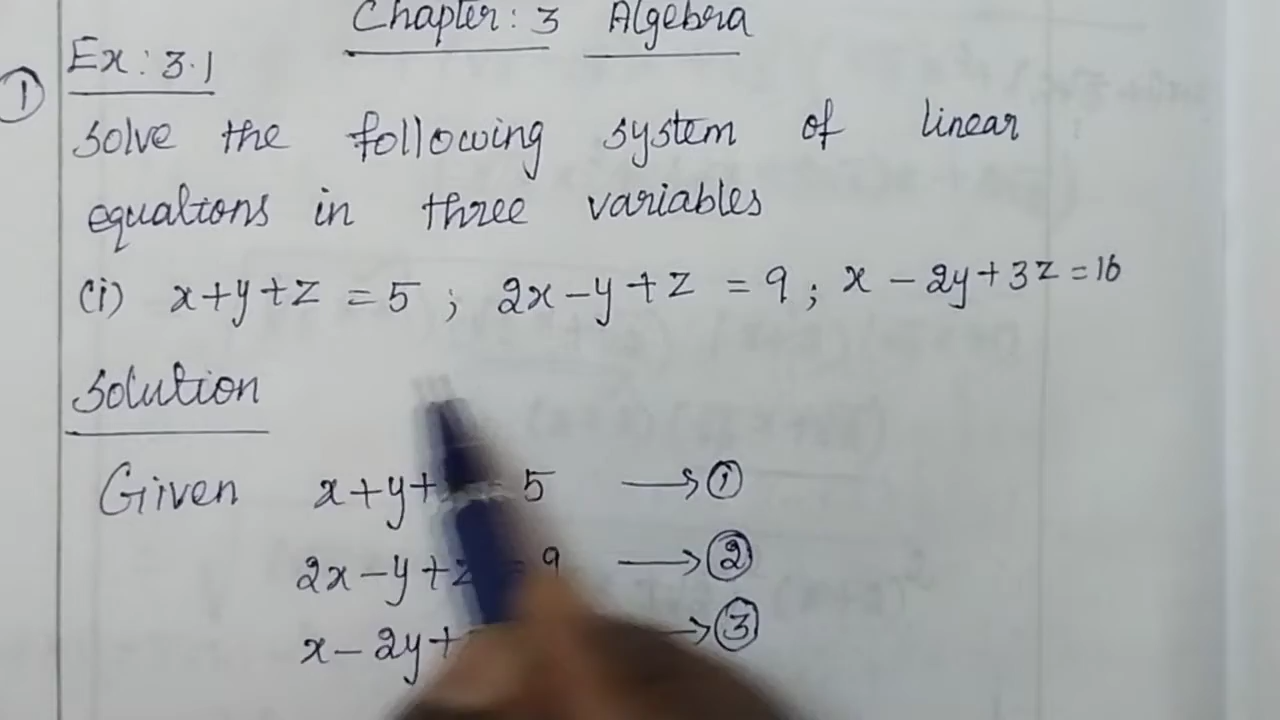 Chapter: 3 Algebra
Ex: 3.1
① Solve the following system of linear
equations in three variables
(i) x+y+z = 5 ; 2x-y+z = 9 ; x - 2y+3z = 16
Solution
Given x+y+ = 5 → ①
2x-y+z = 9 → ②
x - 2y+ → ③